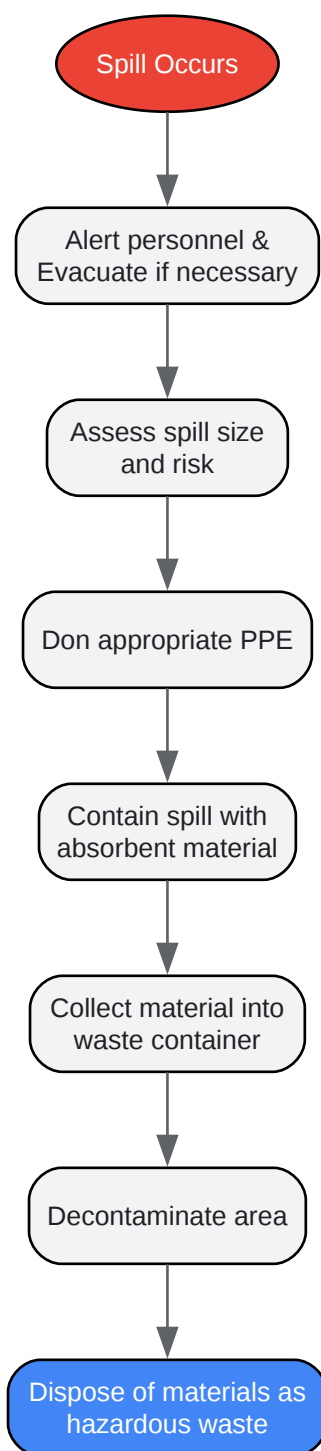 Spill Occurs
Alert personnel &
Evacuate if necessary
Assess spill size
and risk
Don appropriate PPE
Contain spill with
absorbent material
Collect material into
waste container
Decontaminate area
Dispose of materials as
hazardous waste